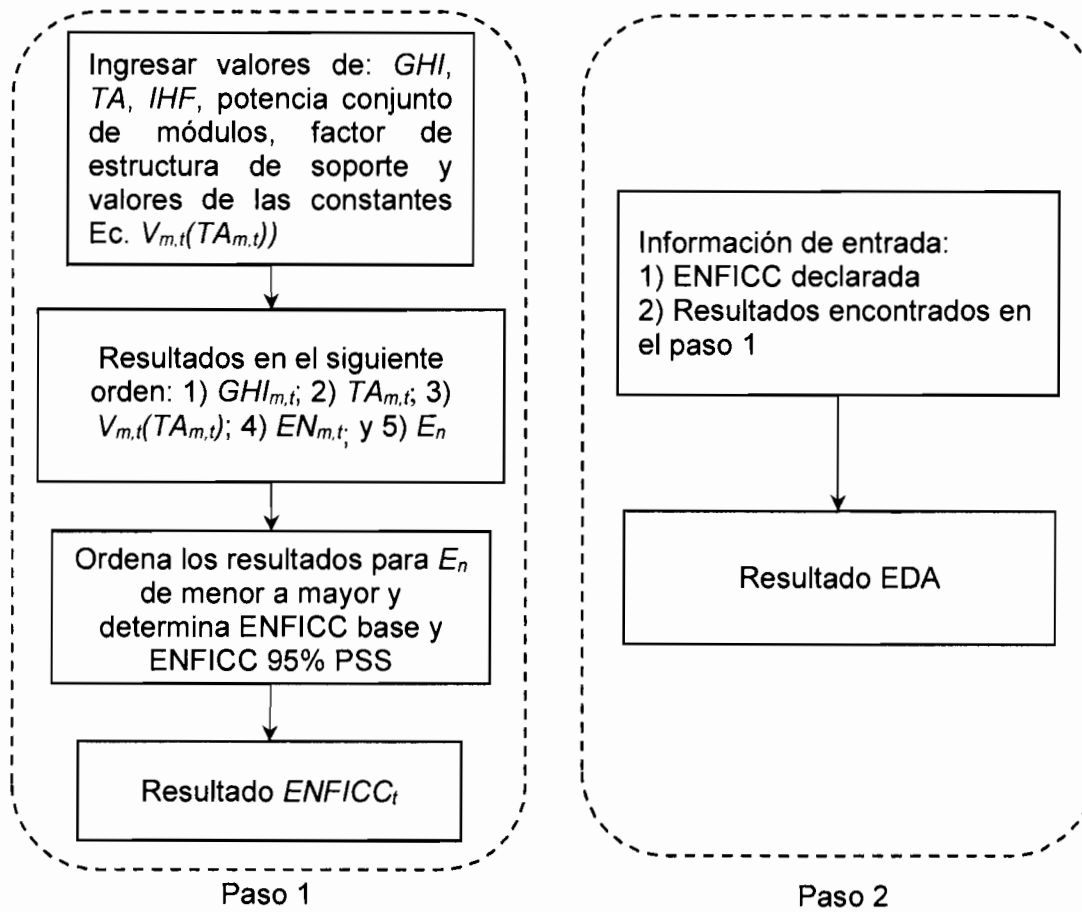 Ingresar valores de: GHI,
TA, IHF, potencia conjunto
de módulos, factor de
estructura de soporte y
valores de las constantes
Ec. Vm,t(TAm,t))
Resultados en el siguiente
orden: 1) GHIm,t; 2) TAm,t; 3)
Vm,t(TAm,t); 4) ENm,t; y 5) En
Ordena los resultados para En
de menor a mayor y
determina ENFICC base y
ENFICC 95% PSS
Resultado ENFICCt
Paso 1
Información de entrada:
1) ENFICC declarada
2) Resultados encontrados en
el paso 1
Resultado EDA
Paso 2